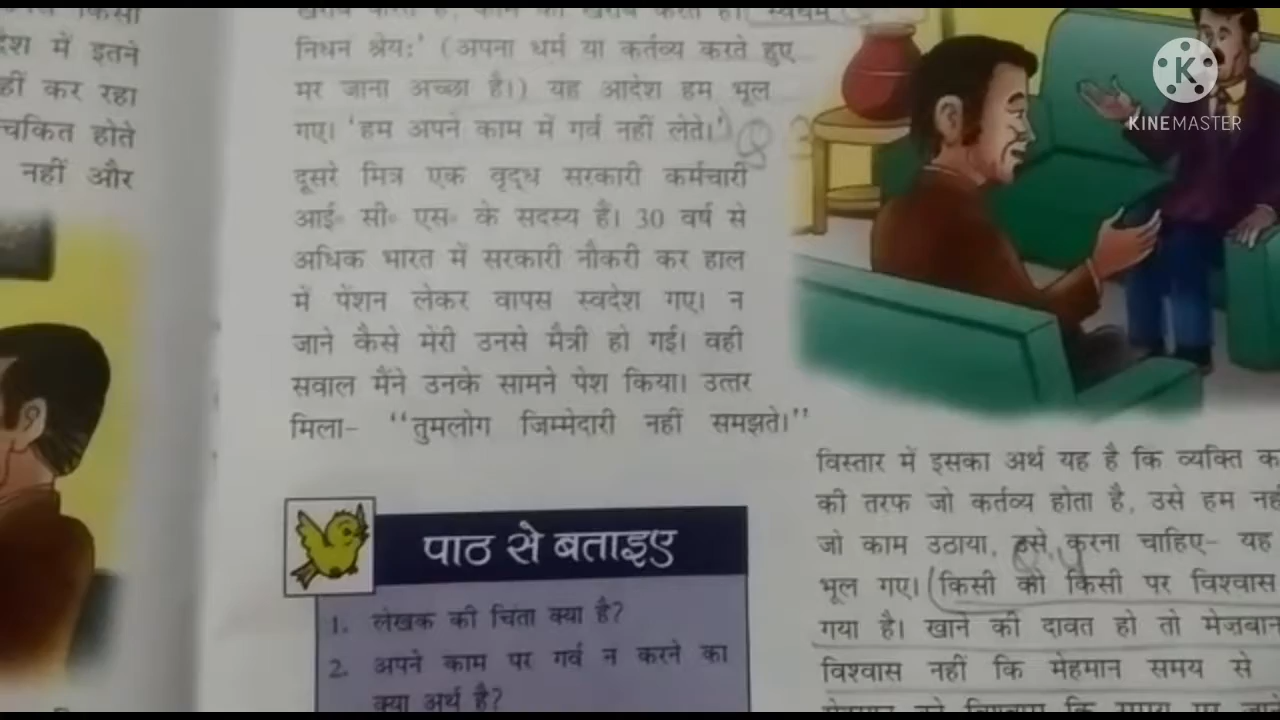 किसी
देश में इतने
हीं कर रहा
चकित होते
नहीं और
निधनं श्रेय:' (अपना धर्म या कर्तव्य करते हुए
मर जाना अच्छा है।) यह आदेश हम भूल
गए। 'हम अपने काम में गर्व नहीं लेते।'
दूसरे मित्र एक वृद्ध सरकारी कर्मचारी
आई॰ सी॰ एस॰ के सदस्य हैं। 30 वर्ष से
अधिक भारत में सरकारी नौकरी कर हाल
में पेंशन लेकर वापस स्वदेश गए। न
जाने कैसे मेरी उनसे मैत्री हो गई। वही
सवाल मैंने उनके सामने पेश किया। उत्तर
मिला- “तुमलोग जिम्मेदारी नहीं समझते।”
पाठ से बताइए
1. लेखक की चिंता क्या है?
2. अपने काम पर गर्व न करने का
क्या अर्थ है?
विस्तार में इसका अर्थ यह है कि व्यक्ति क
की तरफ जो कर्तव्य होता है, उसे हम नह
जो काम उठाया, उसे करना चाहिए- यह
भूल गए। किसी को किसी पर विश्वास
गया है। खाने की दावत हो तो मेज़बान
विश्वास नहीं कि मेहमान समय से
K
KINEMASTER